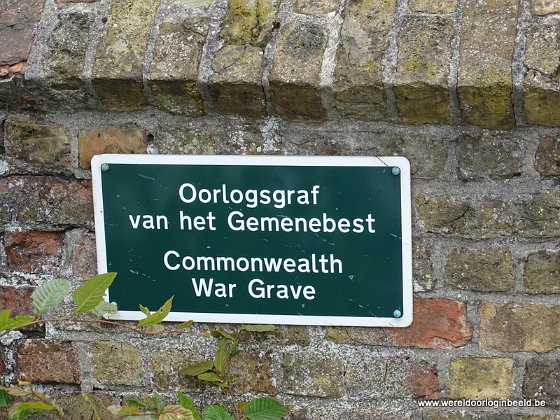 Oorlogsgraf
van het Gemenebest
Commonwealth
War Grave
www.wereldoorloginbeeld.be